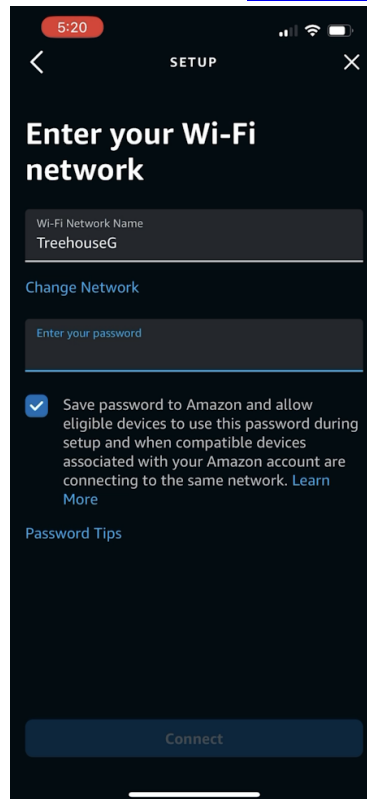 5:20
SETUP
Enter your Wi-Fi
network
Wi-Fi Network Name
TreehouseG
Change Network
Enter your password
Save password to Amazon and allow
eligible devices to use this password during
setup and when compatible devices
associated with your Amazon account are
connecting to the same network. Learn
More
Password Tips
Connect